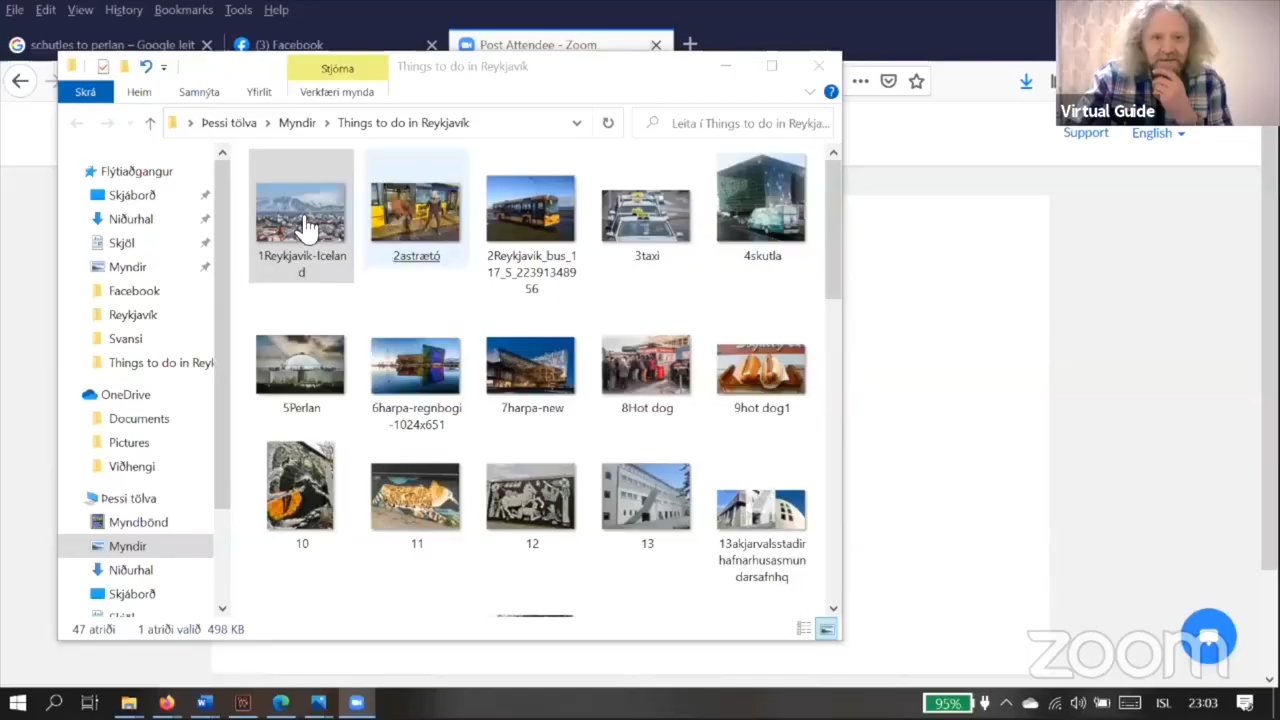 File Edit View History Bookmarks Tools Help
schutles to perlan – Google leit
(3) Facebook
Post Attendee - Zoom
Virtual Guide
Support English
Stjórna
Things to do in Reykjavík
Skrá Heim Samnýta Yfirlit Verkfæri mynda
Þessi tölva Myndir Things to do in Reykjavík
Leita í Things to do in Reykja...
Flýtiaðgangur
Skjáborð
Niðurhal
Skjöl
Myndir
Facebook
Reykjavík
Svansi
Things to do in Reyk
OneDrive
Documents
Pictures
Viðhengi
Þessi tölva
Myndbönd
Myndir
Niðurhal
Skjáborð
1Reykjavik-Icelan
d
2astrætó
2Reykjavik_bus_1
17_S_223913489
56
3taxi
4skutla
5Perlan
6harpa-regnbogi
-1024x651
7harpa-new
8Hot dog
9hot dog1
10
11
12
13
13akjarvalsstadir
hafnarhusasmun
darsafnhq
47 atriði 1 atriði valið 498 KB
zoom
95% ISL 23:03